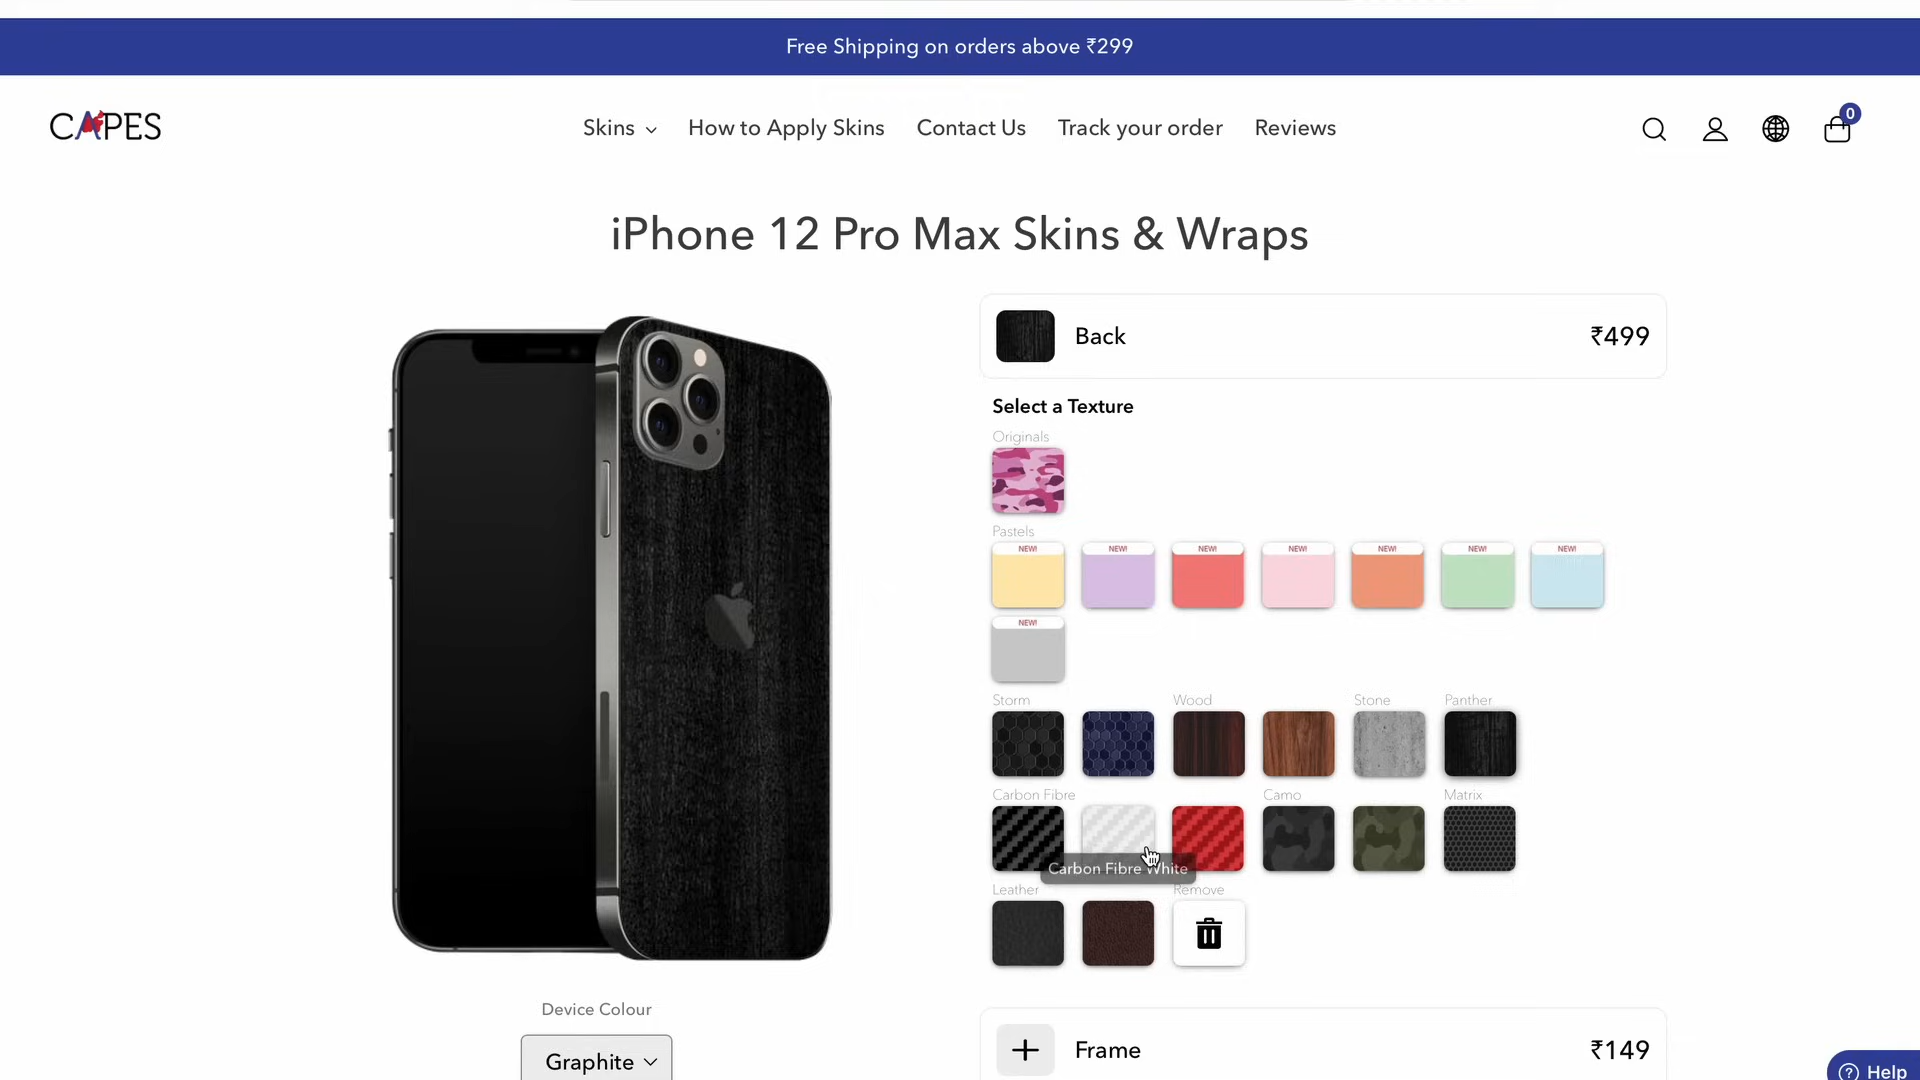 Free Shipping on orders above ₹299
CAPES
Skins
How to Apply Skins
Contact Us
Track your order
Reviews
0
iPhone 12 Pro Max Skins & Wraps
Back
₹499
Select a Texture
Originals
Pastels
NEW!
NEW!
NEW!
NEW!
NEW!
NEW!
NEW!
NEW!
Storm
Wood
Stone
Panther
Carbon Fibre
Camo
Matrix
Carbon Fibre White
Leather
Remove
Device Colour
Graphite
Frame
₹149
Help